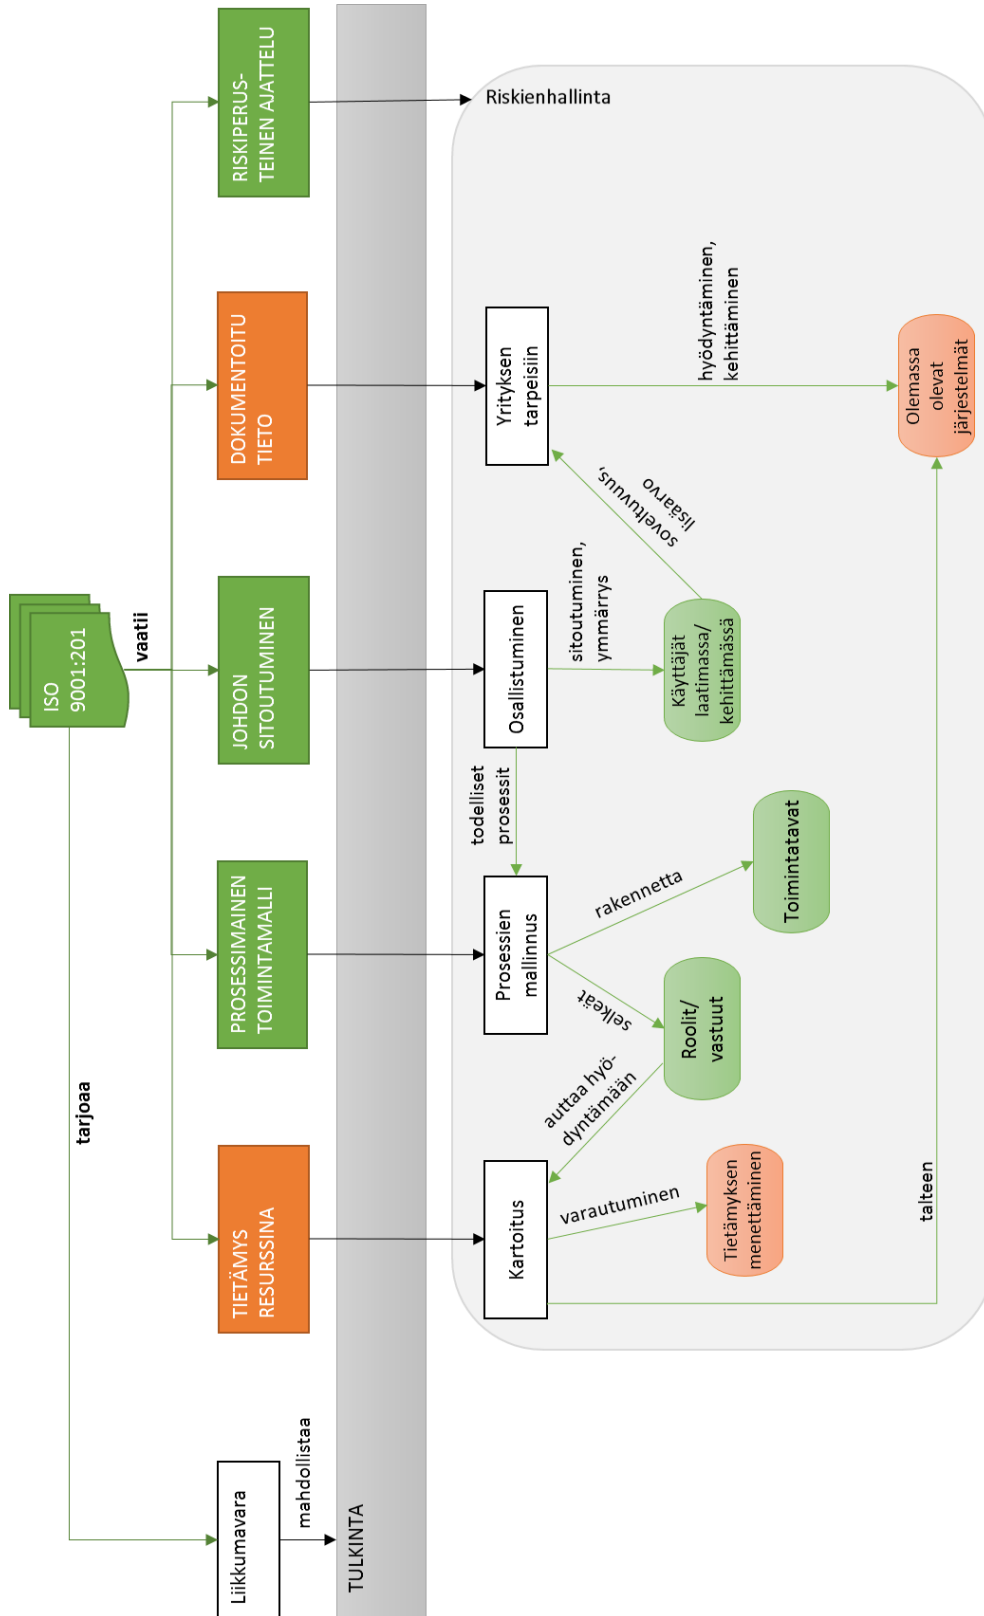 ISO
9001:201
tarjoaa
vaatii
Liikkumavara
TIETÄMYS
RESURSSINA
PROSESSIMAINEN
TOIMINTAMALLI
JOHDON
SITOUTUMINEN
DOKUMENTOITU
TIETO
RISKIPERUS-
TEINEN AJATTELU
mahdollistaa
TULKINTA
Kartoitus
Prosessien
mallinnus
todelliset
prosessit
Osallistuminen
Yrityksen
tarpeisiin
Riskienhallinta
varautuminen
auttaa hyö-
dyntämään
selkeät
rakennetta
sitoutuminen,
ymmärrys
soveltuvuus,
lisäarvo
hyödyntäminen,
kehittäminen
Tietämyksen
menettäminen
Roolit/
vastuut
Toimintatavat
Käyttäjät
laatimassa/
kehittämässä
talteen
Olemassa
olevat
järjestelmät